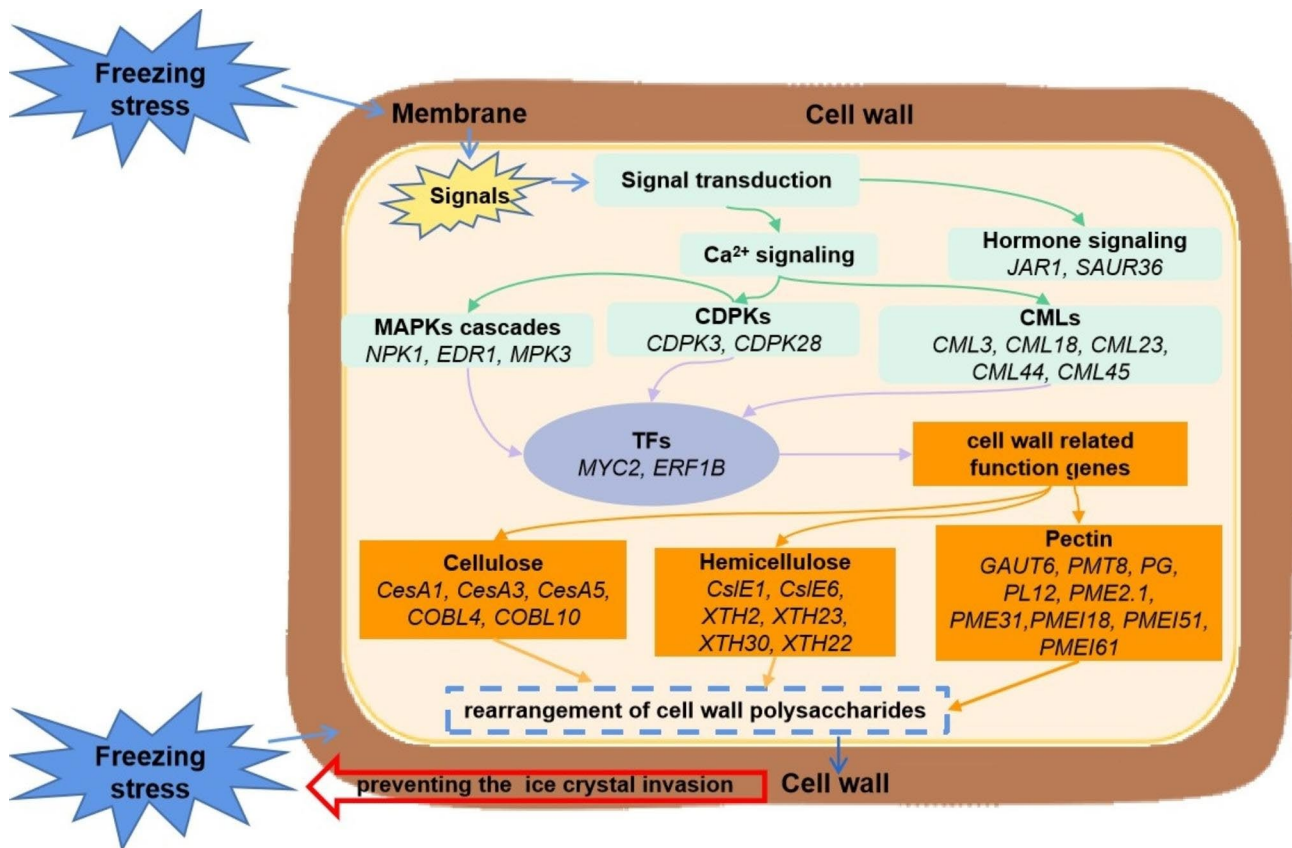 Freezing
stress
Membrane
Cell wall
Signals
Signal transduction
Ca²⁺ signaling
Hormone signaling
JAR1, SAUR36
MAPKs cascades
NPK1, EDR1, MPK3
CDPKs
CDPK3, CDPK28
CMLs
CML3, CML18, CML23,
CML44, CML45
TFs
MYC2, ERF1B
cell wall related
function genes
Cellulose
CesA1, CesA3, CesA5,
COBL4, COBL10
Hemicellulose
CslE1, CslE6,
XTH2, XTH23,
XTH30, XTH22
Pectin
GAUT6, PMT8, PG,
PL12, PME2.1,
PME31,PMEI18, PMEI51,
PMEI61
rearrangement of cell wall polysaccharides
Freezing
stress
preventing the ice crystal invasion
Cell wall